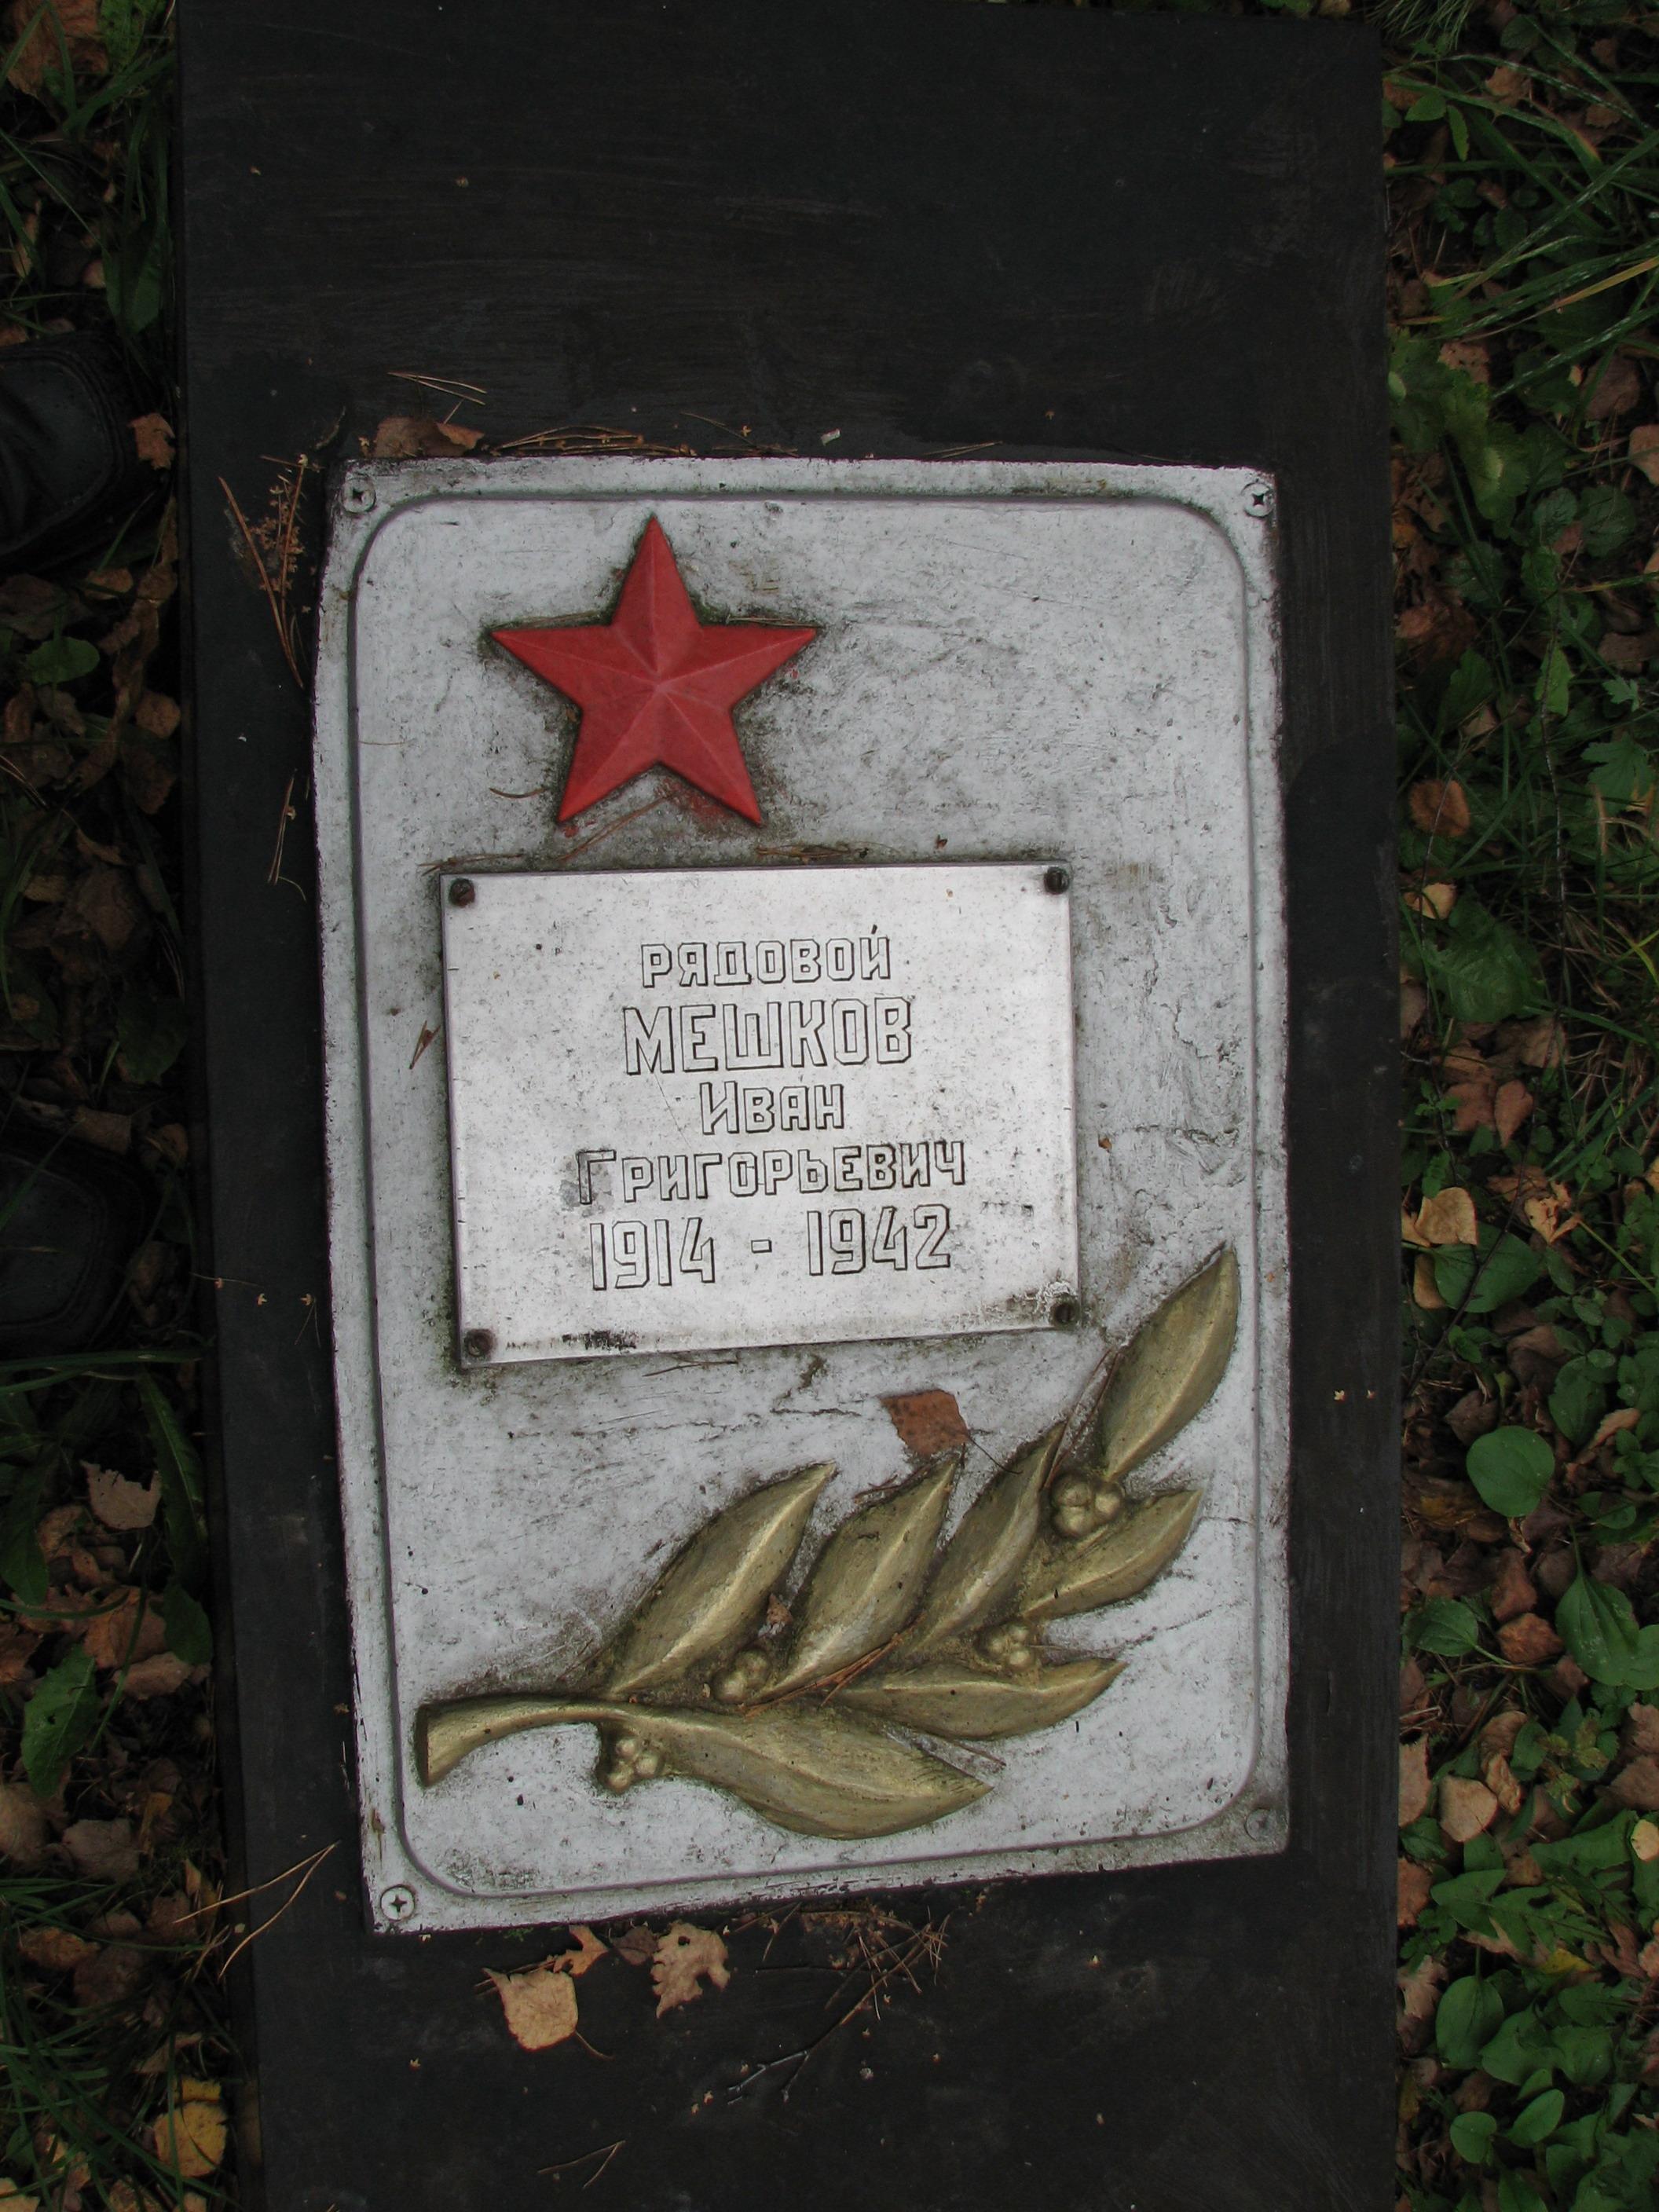 РЯДОВОЙ
МЕШКОВ
ИВАН
ГРИГОРЬЕВИЧ
1914 - 1942